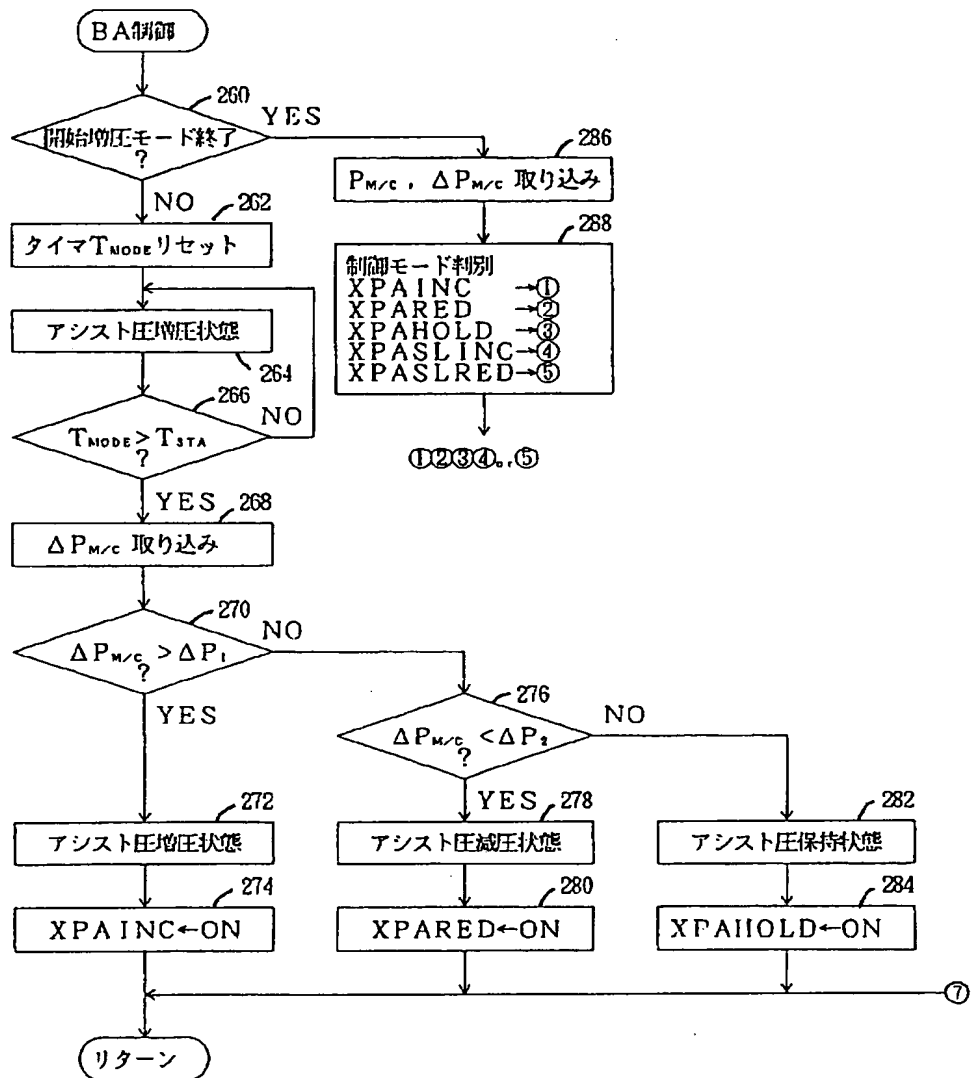 BA制御
260
YES
開始増圧モード終了
?
NO
262
タイマTMODEリセット
アシスト圧増圧状態
264
266
NO
TMODE>TSTA
?
YES
268
ΔPM/C 取り込み
270
NO
ΔPM/C >ΔP1
?
YES
272
アシスト圧増圧状態
274
XPAINC←ON
リターン
286
PM/C , ΔPM/C 取り込み
288
制御モード判別
XPAINC →①
XPARED →②
XPAHOLD →③
XPASLINC→④
XPASLRED→⑤
①②③④or⑤
276
NO
ΔPM/C <ΔP2
?
YES
278
アシスト圧減圧状態
280
XPARED←ON
282
アシスト圧保持状態
284
XPAHOLD←ON
⑦